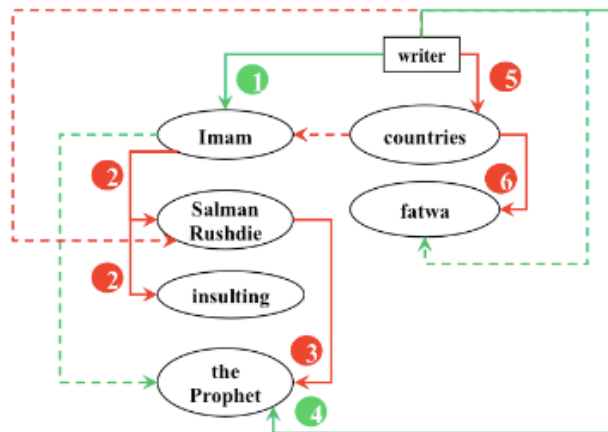 writer
1
5
Imam
countries
2
6
Salman
Rushdie
fatwa
2
insulting
3
the
Prophet
4